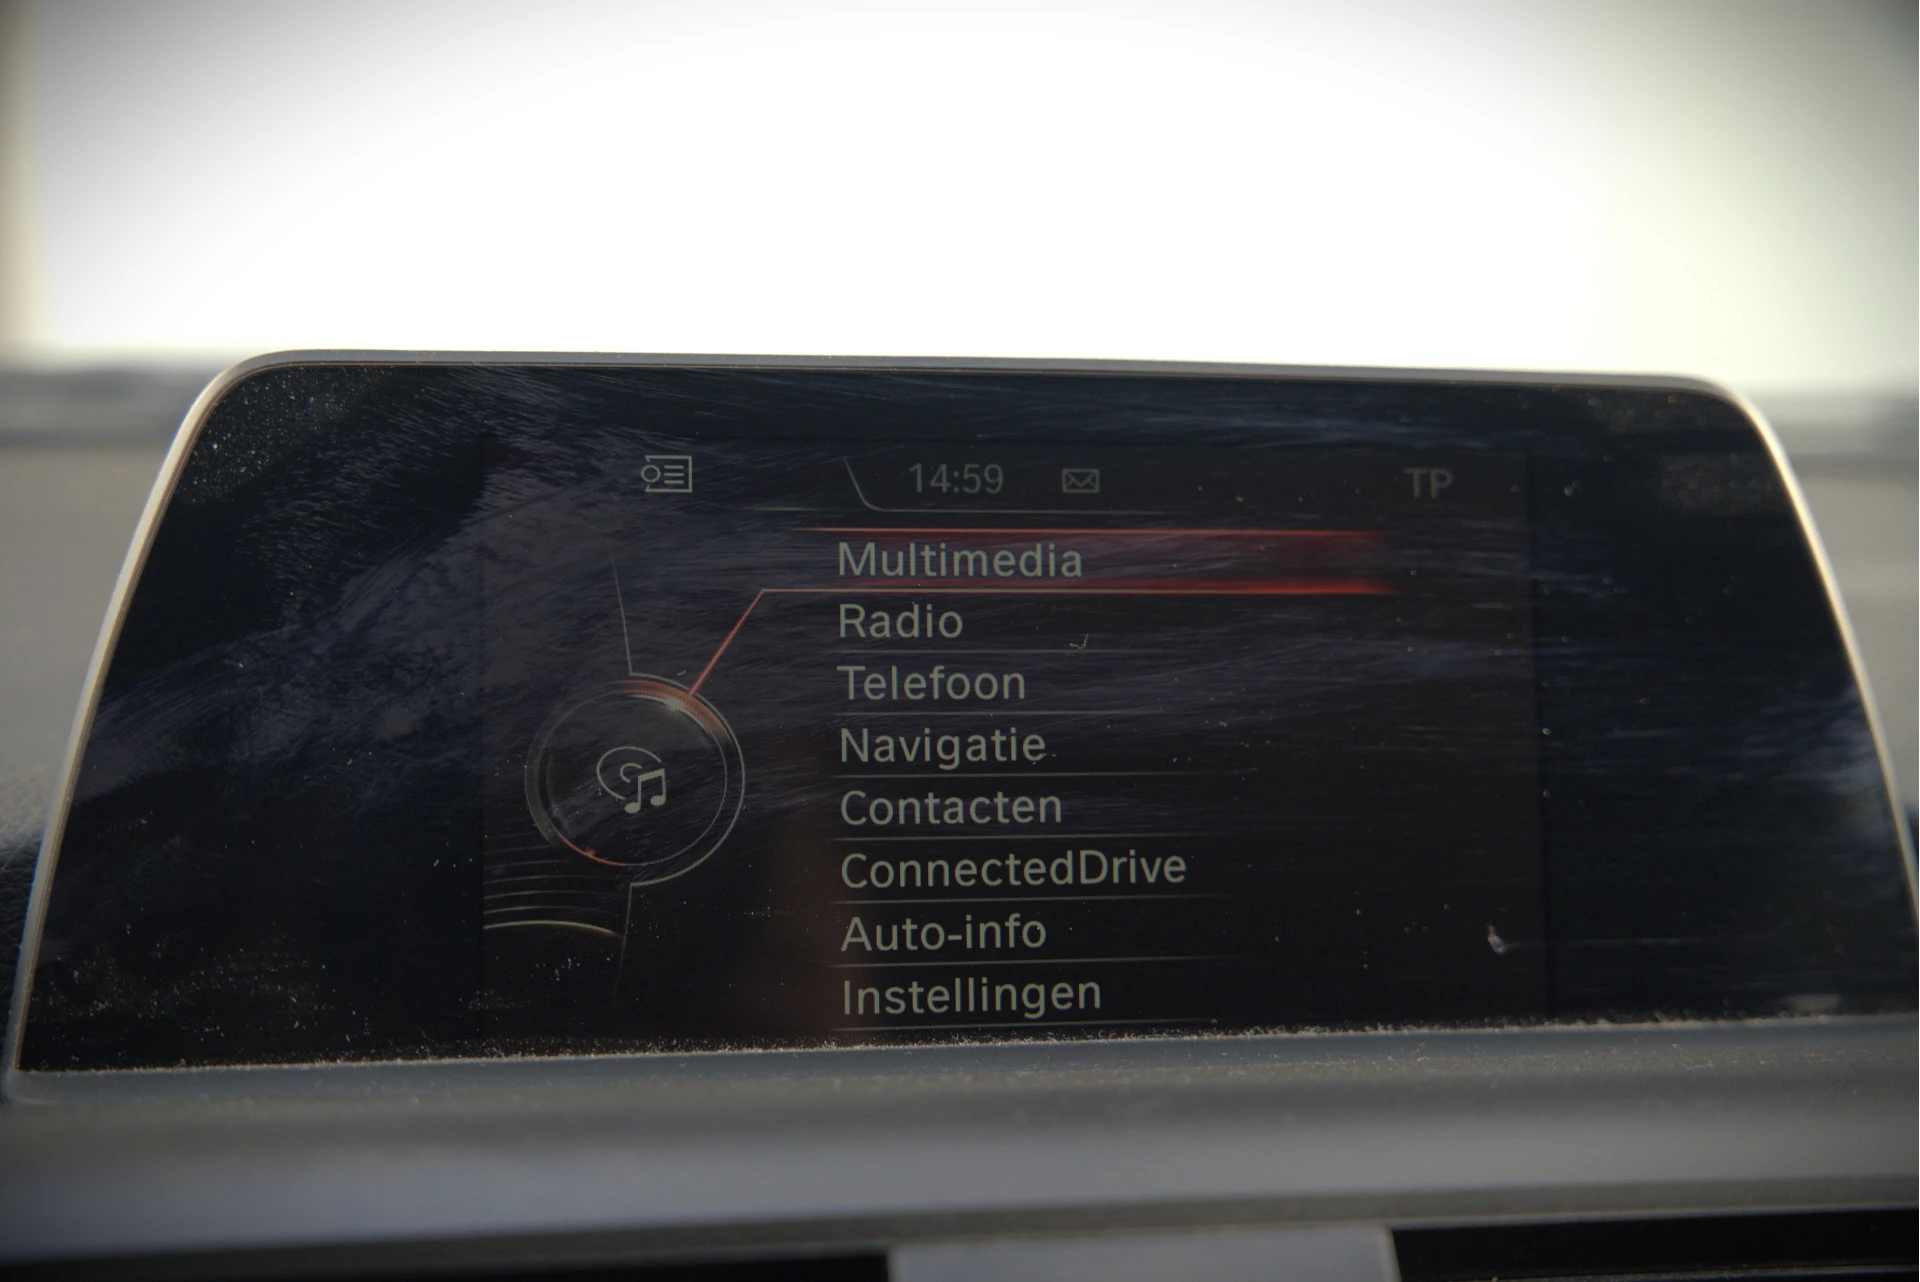 14:59 TP
Multimedia
Radio
Telefoon
Navigatie
Contacten
ConnectedDrive
Auto-info
Instellingen